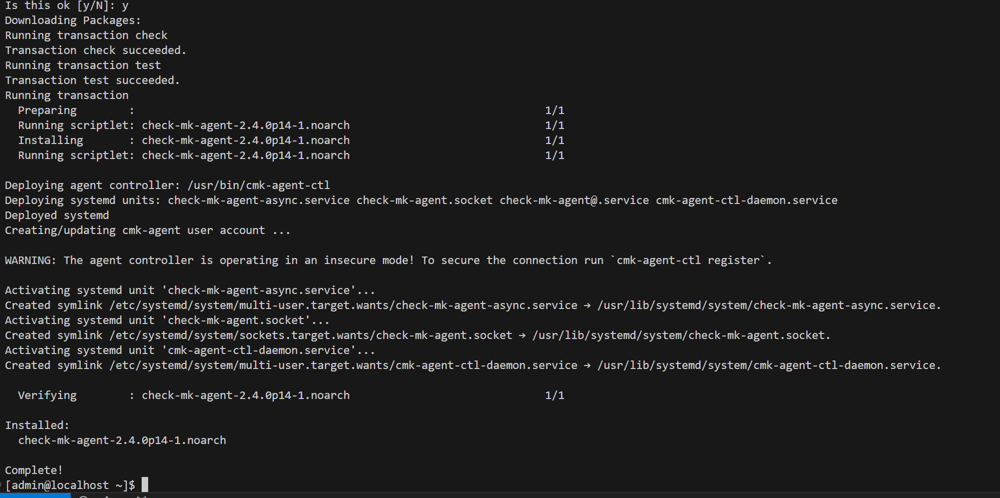 Is this ok [y/N]: y
Downloading Packages:
Running transaction check
Transaction check succeeded.
Running transaction test
Transaction test succeeded.
Running transaction
  Preparing        :                                                               1/1
  Running scriptlet: check-mk-agent-2.4.0p14-1.noarch                              1/1
  Installing       : check-mk-agent-2.4.0p14-1.noarch                              1/1
  Running scriptlet: check-mk-agent-2.4.0p14-1.noarch                              1/1

Deploying agent controller: /usr/bin/cmk-agent-ctl
Deploying systemd units: check-mk-agent-async.service check-mk-agent.socket check-mk-agent@.service cmk-agent-ctl-daemon.service
Deployed systemd
Creating/updating cmk-agent user account ...

WARNING: The agent controller is operating in an insecure mode! To secure the connection run `cmk-agent-ctl register`.

Activating systemd unit 'check-mk-agent-async.service'...
Created symlink /etc/systemd/system/multi-user.target.wants/check-mk-agent-async.service → /usr/lib/systemd/system/check-mk-agent-async.service.
Activating systemd unit 'check-mk-agent.socket'...
Created symlink /etc/systemd/system/sockets.target.wants/check-mk-agent.socket → /usr/lib/systemd/system/check-mk-agent.socket.
Activating systemd unit 'cmk-agent-ctl-daemon.service'...
Created symlink /etc/systemd/system/multi-user.target.wants/cmk-agent-ctl-daemon.service → /usr/lib/systemd/system/cmk-agent-ctl-daemon.service.

  Verifying        : check-mk-agent-2.4.0p14-1.noarch                              1/1

Installed:
  check-mk-agent-2.4.0p14-1.noarch

Complete!
[admin@localhost ~]$